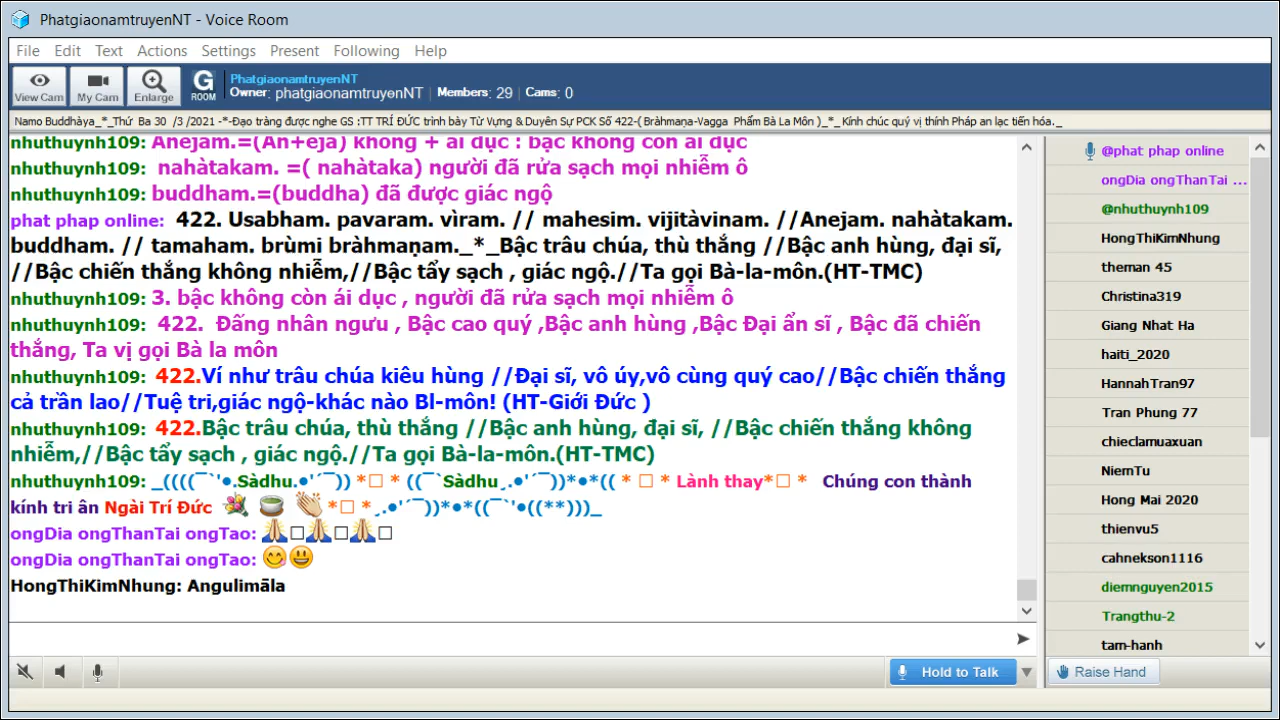 PhatgiaonamtruyenNT - Voice Room
File Edit Text Actions Settings Present Following Help
View Cam My Cam Enlarge G ROOM
PhatgiaonamtruyenNT
Owner: phatgiaonamtruyenNT Members: 29 Cams: 0
Namo Buddhàya_*_Thứ Ba 30 /3 /2021 -*-Đạo tràng được nghe GS :TT TRÍ ĐỨC trình bày Từ Vựng & Duyên Sự PCK Số 422-( Bràhmaṇa-Vagga Phẩm Bà La Môn )_*_ Kính chúc quý vị thính Pháp an lạc tiến hóa._
nhuthuynh109: Anejam.=(An+eja) không + ái dục : bậc không còn ái dục
nhuthuynh109: nahàtakam. =( nahàtaka) người đã rửa sạch mọi nhiễm ô
nhuthuynh109: buddham.=(buddha) đã được giác ngộ
phat phap online: 422. Usabham. pavaram. vìram. // mahesim. vijitàvinam. //Anejam. nahàtakam.
buddham. // tamaham. brùmi bràhmaṇam._*_Bậc trâu chúa, thù thắng //Bậc anh hùng, đại sĩ,
//Bậc chiến thắng không nhiễm,//Bậc tẩy sạch , giác ngộ.//Ta gọi Bà-la-môn.(HT-TMC)
nhuthuynh109: 3. bậc không còn ái dục , người đã rửa sạch mọi nhiễm ô
nhuthuynh109: 422. Đấng nhân ngưu , Bậc cao quý ,Bậc anh hùng ,Bậc Đại ẩn sĩ , Bậc đã chiến
thắng, Ta vị gọi Bà la môn
nhuthuynh109: 422.Ví như trâu chúa kiêu hùng //Đại sĩ, vô úy,vô cùng quý cao//Bậc chiến thắng
cả trần lao//Tuệ tri,giác ngộ-khác nào Bl-môn! (HT-Giới Đức )
nhuthuynh109: 422.Bậc trâu chúa, thù thắng //Bậc anh hùng, đại sĩ, //Bậc chiến thắng không
nhiễm,//Bậc tẩy sạch , giác ngộ.//Ta gọi Bà-la-môn.(HT-TMC)
nhuthuynh109: _((((¯`'•.Sàdhu.•'´¯)) *☐ * ((¯`Sàdhu¸.•'´¯))*•*(( * ☐ * Lành thay*☐ * Chúng con thành
kính tri ân Ngài Trí Đức 💐 🍵 👏 *☐ *¸.•'´¯))*•*((¯`'•((**)))_
ongDia ongThanTai ongTao: 🙏☐🙏☐🙏☐
ongDia ongThanTai ongTao: 😋😃
HongThiKimNhung: Angulimāla
@phat phap online
ongDia ongThanTai ...
@nhuthuynh109
HongThiKimNhung
theman 45
Christina319
Giang Nhat Ha
haiti_2020
HannahTran97
Tran Phung 77
chieclamuaxuan
NiemTu
Hong Mai 2020
thienvu5
cahnekson1116
diemnguyen2015
Trangthu-2
tam-hanh
Hold to Talk
Raise Hand